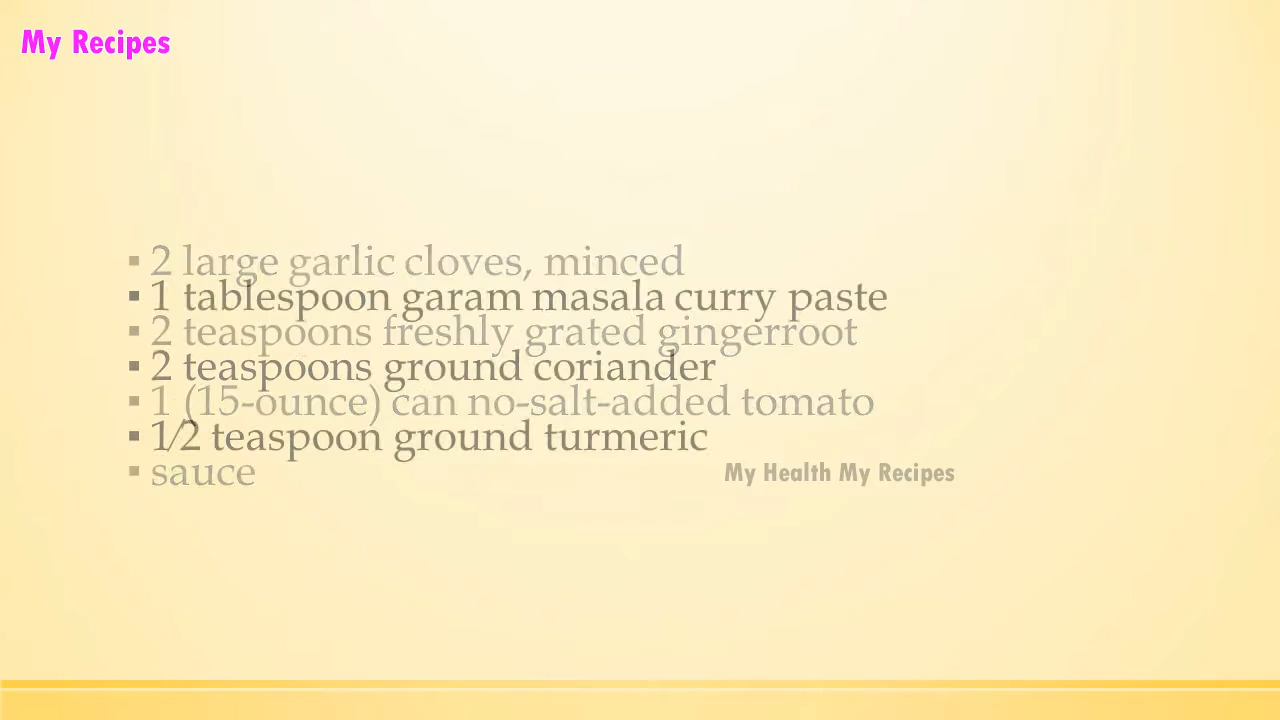 My Recipes
▪ 2 large garlic cloves, minced
▪ 1 tablespoon garam masala curry paste
▪ 2 teaspoons freshly grated gingerroot
▪ 2 teaspoons ground coriander
▪ 1 (15-ounce) can no-salt-added tomato
▪ 1⁄2 teaspoon ground turmeric
▪ sauce
My Health My Recipes